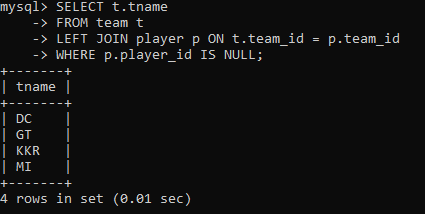 mysql> SELECT t.tname
    -> FROM team t
    -> LEFT JOIN player p ON t.team_id = p.team_id
    -> WHERE p.player_id IS NULL;
+-------+
| tname |
+-------+
| DC    |
| GT    |
| KKR   |
| MI    |
+-------+
4 rows in set (0.01 sec)